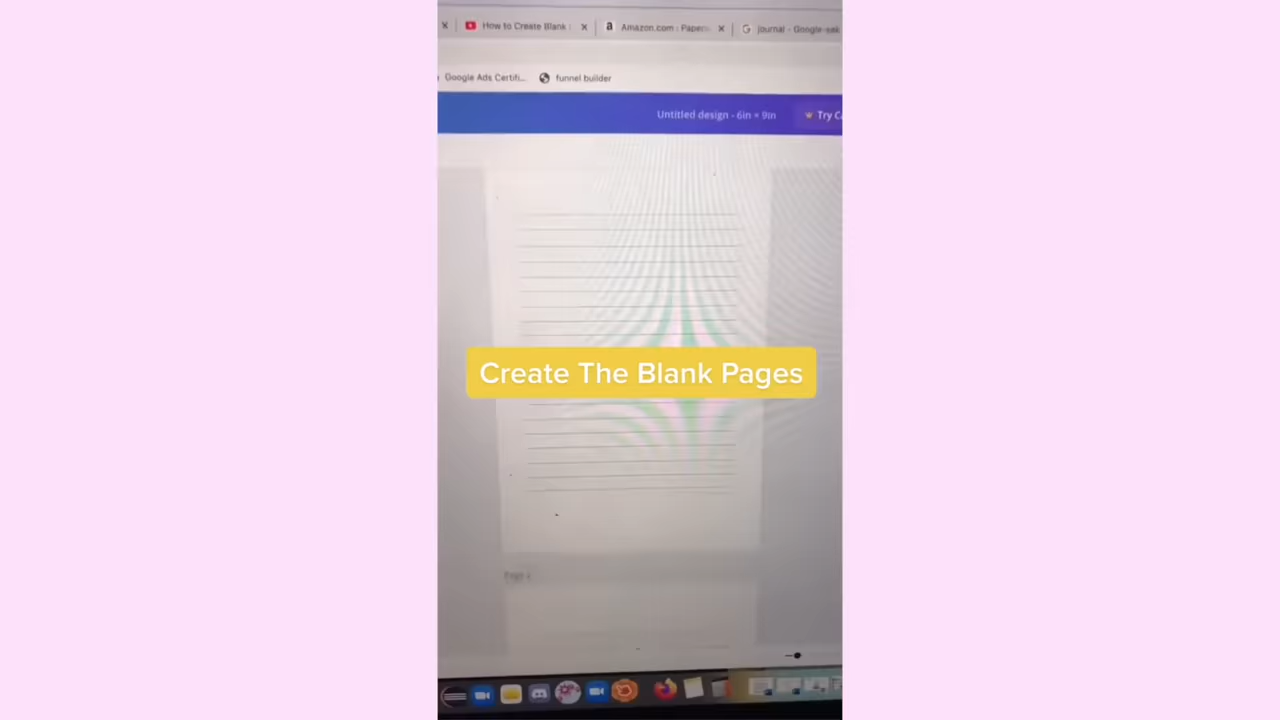 How to Create Blank
Amazon.com : Paper
journal - Google
Google Ads Certifi...
funnel builder
Untitled design - 6in × 9in
Try
Create The Blank Pages